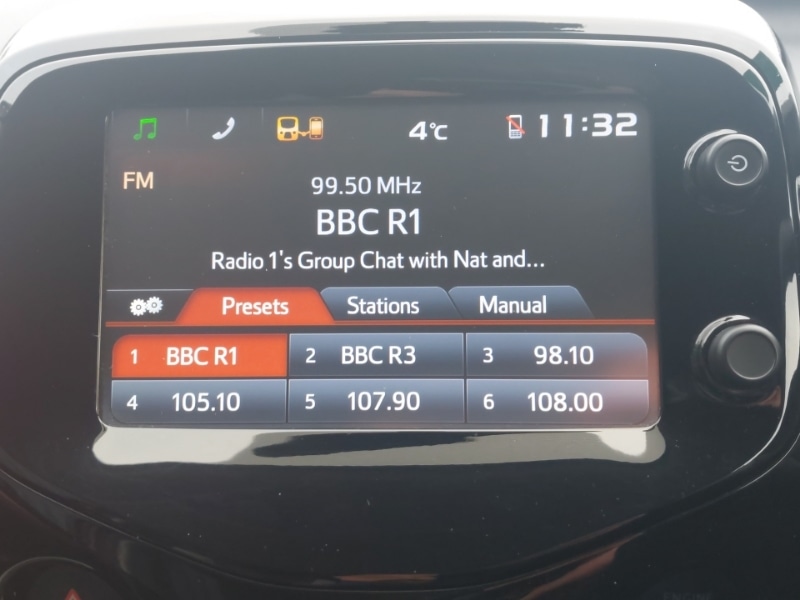 4°C 11:32
FM
99.50 MHz
BBC R1
Radio 1's Group Chat with Nat and...
Presets Stations Manual
1 BBC R1 2 BBC R3 3 98.10
4 105.10 5 107.90 6 108.00